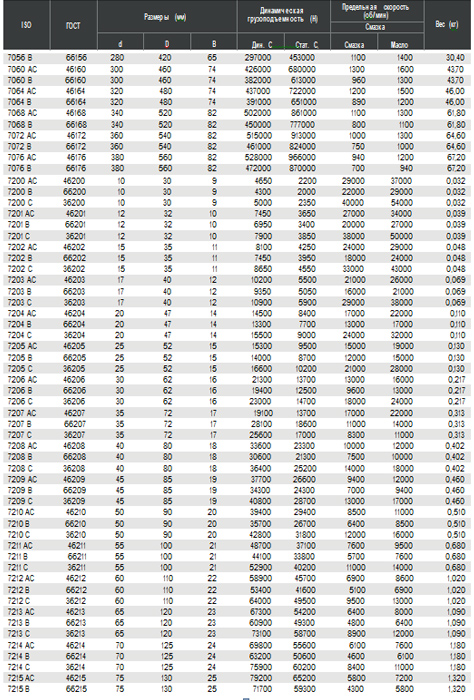 ISO ГОСТ Размеры (мм) Динамическая грузоподъемность (Н) Предельная скорость (об/мин) Вес (кг)
Смазка
d D B Дин. C Стат. C Смазка Масло
7056 B 66156 280 420 65 297000 453000 1100 1400 30,40
7060 AC 46160 300 460 74 426000 680000 1300 1600 43,70
7060 B 66160 300 460 74 382000 613000 960 1300 43,70
7064 AC 46164 320 480 74 437000 722000 1200 1500 46,00
7064 B 66164 320 480 74 391000 651000 890 1200 46,00
7068 AC 46168 340 520 82 502000 861000 1100 1300 61,80
7068 B 66168 340 520 82 450000 777000 800 1100 61,80
7072 AC 46172 360 540 82 515000 913000 1000 1300 64,60
7072 B 66172 360 540 82 461000 824000 750 1000 64,60
7076 AC 46176 380 560 82 528000 966000 940 1200 67,20
7076 B 66176 380 560 82 472000 870000 700 940 67,20
7200 AC 46200 10 30 9 4650 2200 29000 37000 0,032
7200 B 66200 10 30 9 4300 2000 22000 29000 0,032
7200 C 36200 10 30 9 5000 2350 40000 54000 0,032
7201 AC 46201 12 32 10 7450 3650 27000 34000 0,039
7201 B 66201 12 32 10 6950 3400 20000 27000 0,039
7201 C 36201 12 32 10 7900 3850 38000 50000 0,039
7202 AC 46202 15 35 11 8100 4250 24000 29000 0,048
7202 B 66202 15 35 11 7450 3950 18000 24000 0,048
7202 C 36202 15 35 11 8650 4550 33000 43000 0,048
7203 AC 46203 17 40 12 10200 5500 21000 26000 0,069
7203 B 66203 17 40 12 9350 5050 16000 21000 0,069
7203 C 36203 17 40 12 10900 5900 29000 38000 0,069
7204 AC 46204 20 47 14 14500 8400 17000 22000 0,110
7204 B 66204 20 47 14 13300 7700 13000 17000 0,110
7204 C 36204 20 47 14 15500 9000 24000 32000 0,110
7205 AC 46205 25 52 15 15300 9500 15000 19000 0,130
7205 B 66205 25 52 15 14000 8700 12000 15000 0,130
7205 C 36205 25 52 15 16600 10200 21000 28000 0,130
7206 AC 46206 30 62 16 21300 13700 13000 16000 0,217
7206 B 66206 30 62 16 19400 12500 9600 13000 0,217
7206 C 36206 30 62 16 23000 14700 18000 24000 0,217
7207 AC 46207 35 72 17 19100 13700 17000 22000 0,313
7207 B 66207 35 72 17 28100 18600 11000 14000 0,313
7207 C 36207 35 72 17 25600 17000 8300 11000 0,313
7208 AC 46208 40 80 18 33600 23300 10000 12000 0,402
7208 B 66208 40 80 18 30600 21300 7500 10000 0,402
7208 C 36208 40 80 18 36400 25200 14000 18000 0,402
7209 AC 46209 45 85 19 37700 26600 9400 12000 0,460
7209 B 66209 45 85 19 34300 24300 7000 9400 0,460
7209 C 36209 45 85 19 40800 28700 13000 17000 0,460
7210 AC 46210 50 90 20 39400 29400 8500 11000 0,510
7210 B 66210 50 90 20 35700 26700 6400 8500 0,510
7210 C 36210 50 90 20 42800 31800 12000 16000 0,510
7211 AC 46211 55 100 21 48700 37100 7600 9500 0,680
7211 B 66211 55 100 21 44100 33800 5700 7600 0,680
7211 C 36211 55 100 21 52900 40200 11000 14000 0,680
7212 AC 46212 60 110 22 58900 45700 6900 8600 1,020
7212 B 66212 60 110 22 53400 41600 5100 6900 1,020
7212 C 36212 60 110 22 64000 49500 9500 13000 1,020
7213 AC 46213 65 120 23 67300 54200 6400 8000 1,090
7213 B 66213 65 120 23 60900 49300 4800 6400 1,090
7213 C 36213 65 120 23 73100 58700 8900 12000 1,090
7214 AC 46214 70 125 24 69800 55600 6100 7600 1,180
7214 B 66214 70 125 24 63200 50600 4600 6100 1,180
7214 C 36214 70 125 24 75900 60200 8400 11000 1,180
7215 AC 46215 75 130 25 79200 65200 5800 7200 1,320
7215 B 66215 75 130 25 71700 59300 4300 5800 1,320